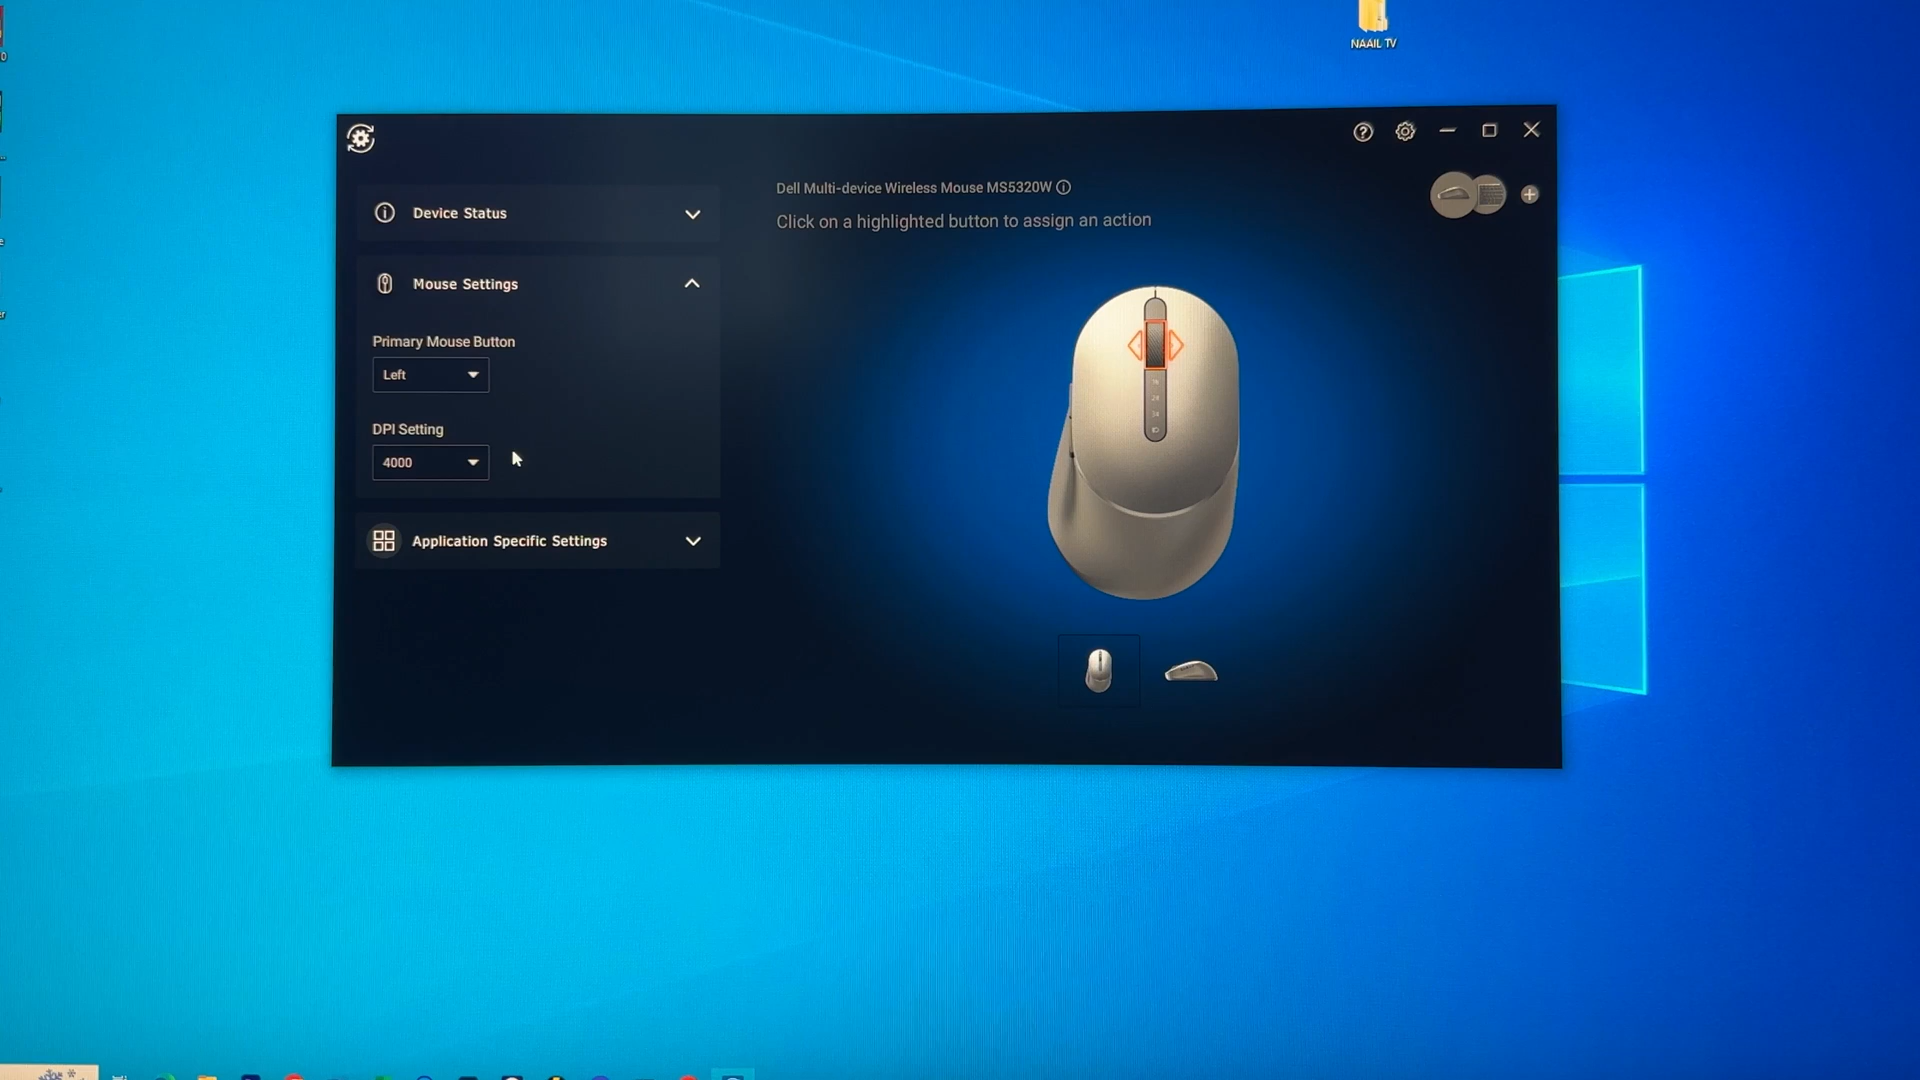 NAAIL TV
Dell Multi-device Wireless Mouse MS5320W
Click on a highlighted button to assign an action
Device Status
Mouse Settings
Primary Mouse Button
Left
DPI Setting
4000
Application Specific Settings